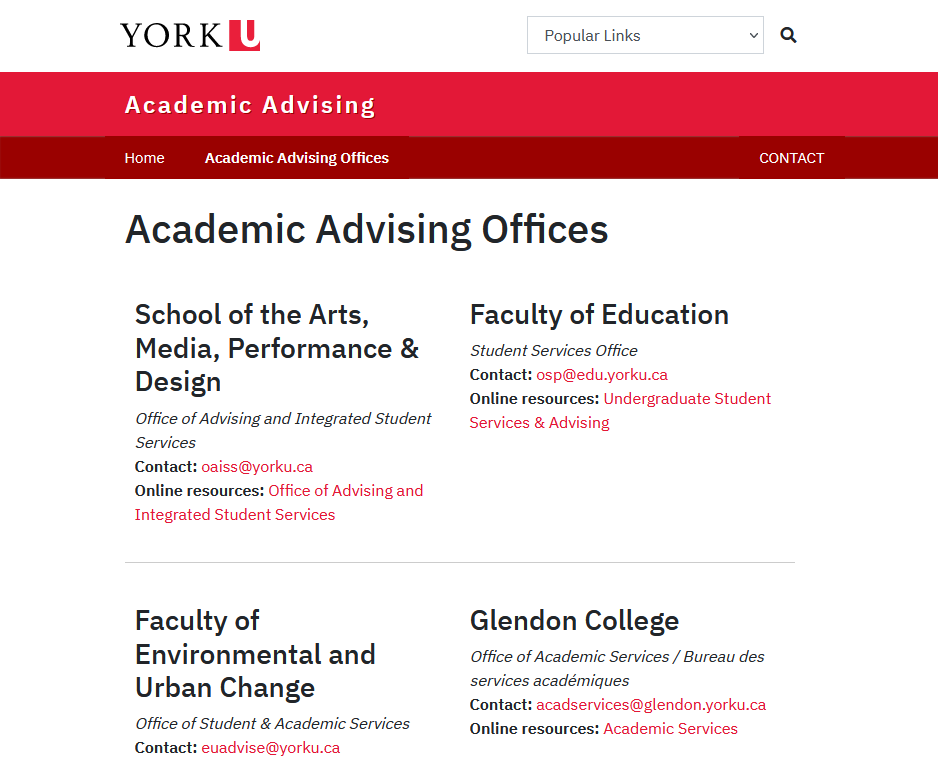 YORK U
Popular Links
Academic Advising
Home
Academic Advising Offices
CONTACT
Academic Advising Offices
School of the Arts,
Media, Performance &
Design
Office of Advising and Integrated Student
Services
Contact: oaiss@yorku.ca
Online resources: Office of Advising and
Integrated Student Services
Faculty of Education
Student Services Office
Contact: osp@edu.yorku.ca
Online resources: Undergraduate Student
Services & Advising
Faculty of
Environmental and
Urban Change
Office of Student & Academic Services
Contact: euadvise@yorku.ca
Glendon College
Office of Academic Services / Bureau des
services académiques
Contact: acadservices@glendon.yorku.ca
Online resources: Academic Services